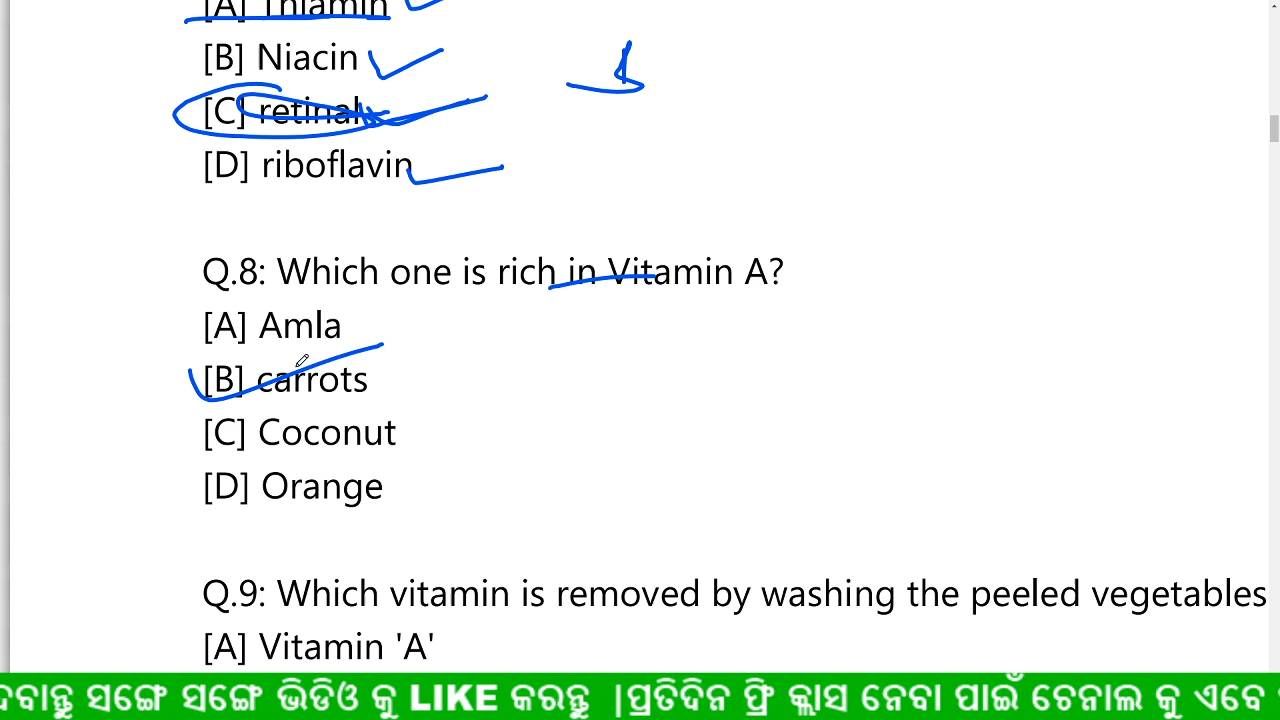 [A] Thiamin
[B] Niacin
[C] retinal
[D] riboflavin
Q.8: Which one is rich in Vitamin A?
[A] Amla
[B] carrots
[C] Coconut
[D] Orange
Q.9: Which vitamin is removed by washing the peeled vegetables
[A] Vitamin 'A'
ସଙ୍ଗେ ସଙ୍ଗେ ଭିଡିଓ କୁ LIKE କରନ୍ତୁ |ପ୍ରତିଦିନ ଫ୍ରି କ୍ଲାସ ନେବା ପାଇଁ ଚେନାଲ କୁ ଏବେ